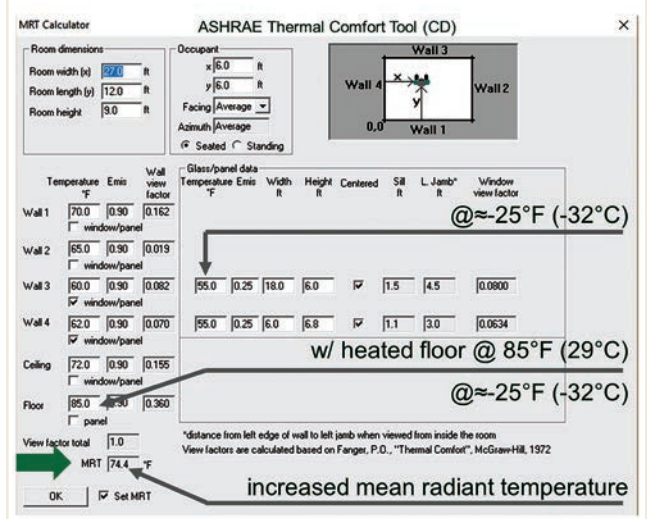 MRT Calculator ASHRAE Thermal Comfort Tool (CD) ×
Room dimensions
Room width (x) 27.0 ft
Room length (y) 12.0 ft
Room height 9.0 ft
Occupant
x 6.0 ft
y 6.0 ft
Facing Average
Azimuth Average
Seated Standing
Wall 3
Wall 4 x Wall 2
y
0,0 Wall 1
Temperature °F Emis Wall view factor
Glass/panel data
Temperature °F Emis Width ft Height ft Centered Sill ft L. Jamb* ft Window view factor
Wall 1 70.0 0.90 0.162
window/panel
@≈-25°F (-32°C)
Wall 2 65.0 0.90 0.019
window/panel
Wall 3 60.0 0.90 0.082 55.0 0.25 18.0 6.0 1.5 4.5 0.0800
window/panel
Wall 4 62.0 0.90 0.070 55.0 0.25 6.0 6.8 1.1 3.0 0.0634
window/panel
w/ heated floor @ 85°F (29°C)
Ceiling 72.0 0.90 0.155
window/panel
@≈-25°F (-32°C)
Floor 85.0 0.90 0.360
panel
View factor total 1.0
*distance from left edge of wall to left jamb when viewed from inside the room
View factors are calculated based on Fanger, P.O., "Thermal Comfort", McGraw-Hill, 1972
MRT 74.4 °F
increased mean radiant temperature
OK Set MRT